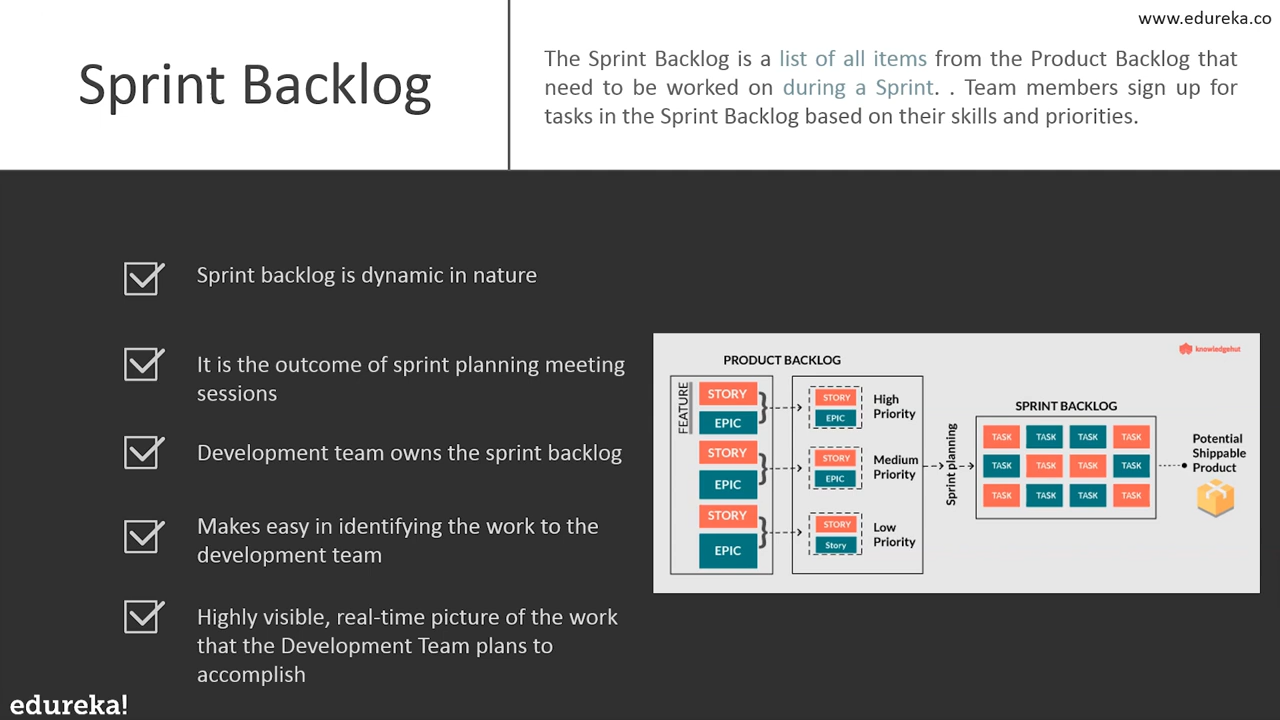 www.edureka.co
Sprint Backlog
The Sprint Backlog is a list of all items from the Product Backlog that
need to be worked on during a Sprint. . Team members sign up for
tasks in the Sprint Backlog based on their skills and priorities.
Sprint backlog is dynamic in nature
It is the outcome of sprint planning meeting
sessions
Development team owns the sprint backlog
Makes easy in identifying the work to the
development team
Highly visible, real-time picture of the work
that the Development Team plans to
accomplish
knowledgehut
PRODUCT BACKLOG
FEATURE
STORY
EPIC
STORY
EPIC
STORY
EPIC
STORY
EPIC
High
Priority
STORY
EPIC
Medium
Priority
STORY
Story
Low
Priority
Sprint planning
SPRINT BACKLOG
TASK TASK TASK TASK
TASK TASK TASK TASK
TASK TASK TASK TASK
Potential
Shippable
Product
edureka!